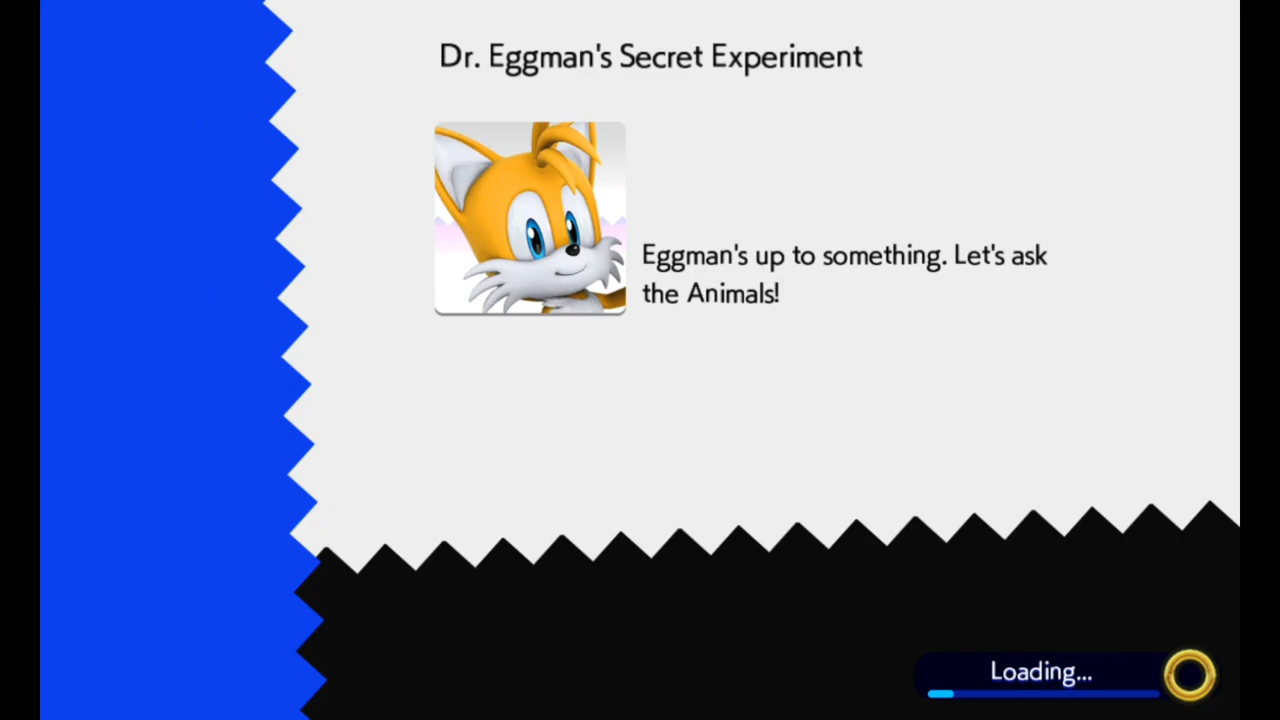 Dr. Eggman's Secret Experiment
Eggman's up to something. Let's ask
the Animals!
Loading...